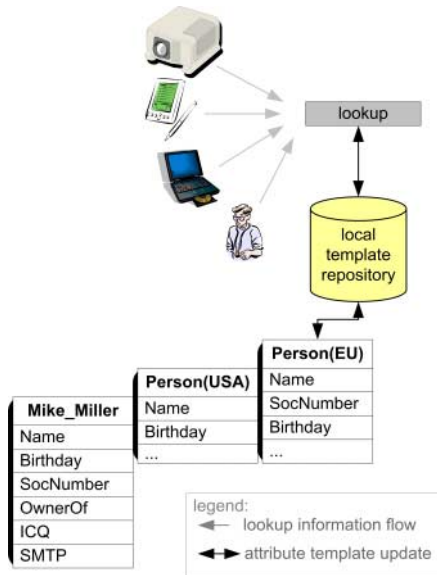 lookup
local
template
repository
Person(EU)
Name
SocNumber
Birthday
...
Person(USA)
Name
Birthday
...
Mike_Miller
Name
Birthday
SocNumber
OwnerOf
ICQ
SMTP
legend:
lookup information flow
attribute template update